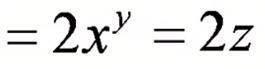 = 2x^y = 2z